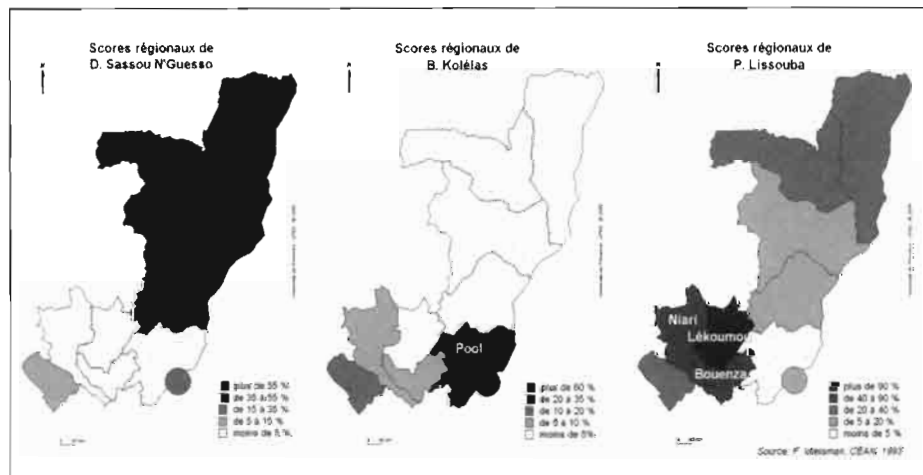 Scores régionaux de
D. Sassou N'Guesso
plus de 55 %
de 35 à 55 %
de 15 à 35 %
de 5 à 15 %
moins de 5 %
Scores régionaux de
B. Kolélas
Pool
plus de 60 %
de 20 à 35 %
de 10 à 20 %
de 5 à 10 %
moins de 5%
Scores régionaux de
P. Lissouba
Niari
Lékoumou
Bouenza
plus de 90 %
de 40 à 90 %
de 20 à 40 %
de 5 à 20 %
moins de 5 %
Source F. CEAN, 1993